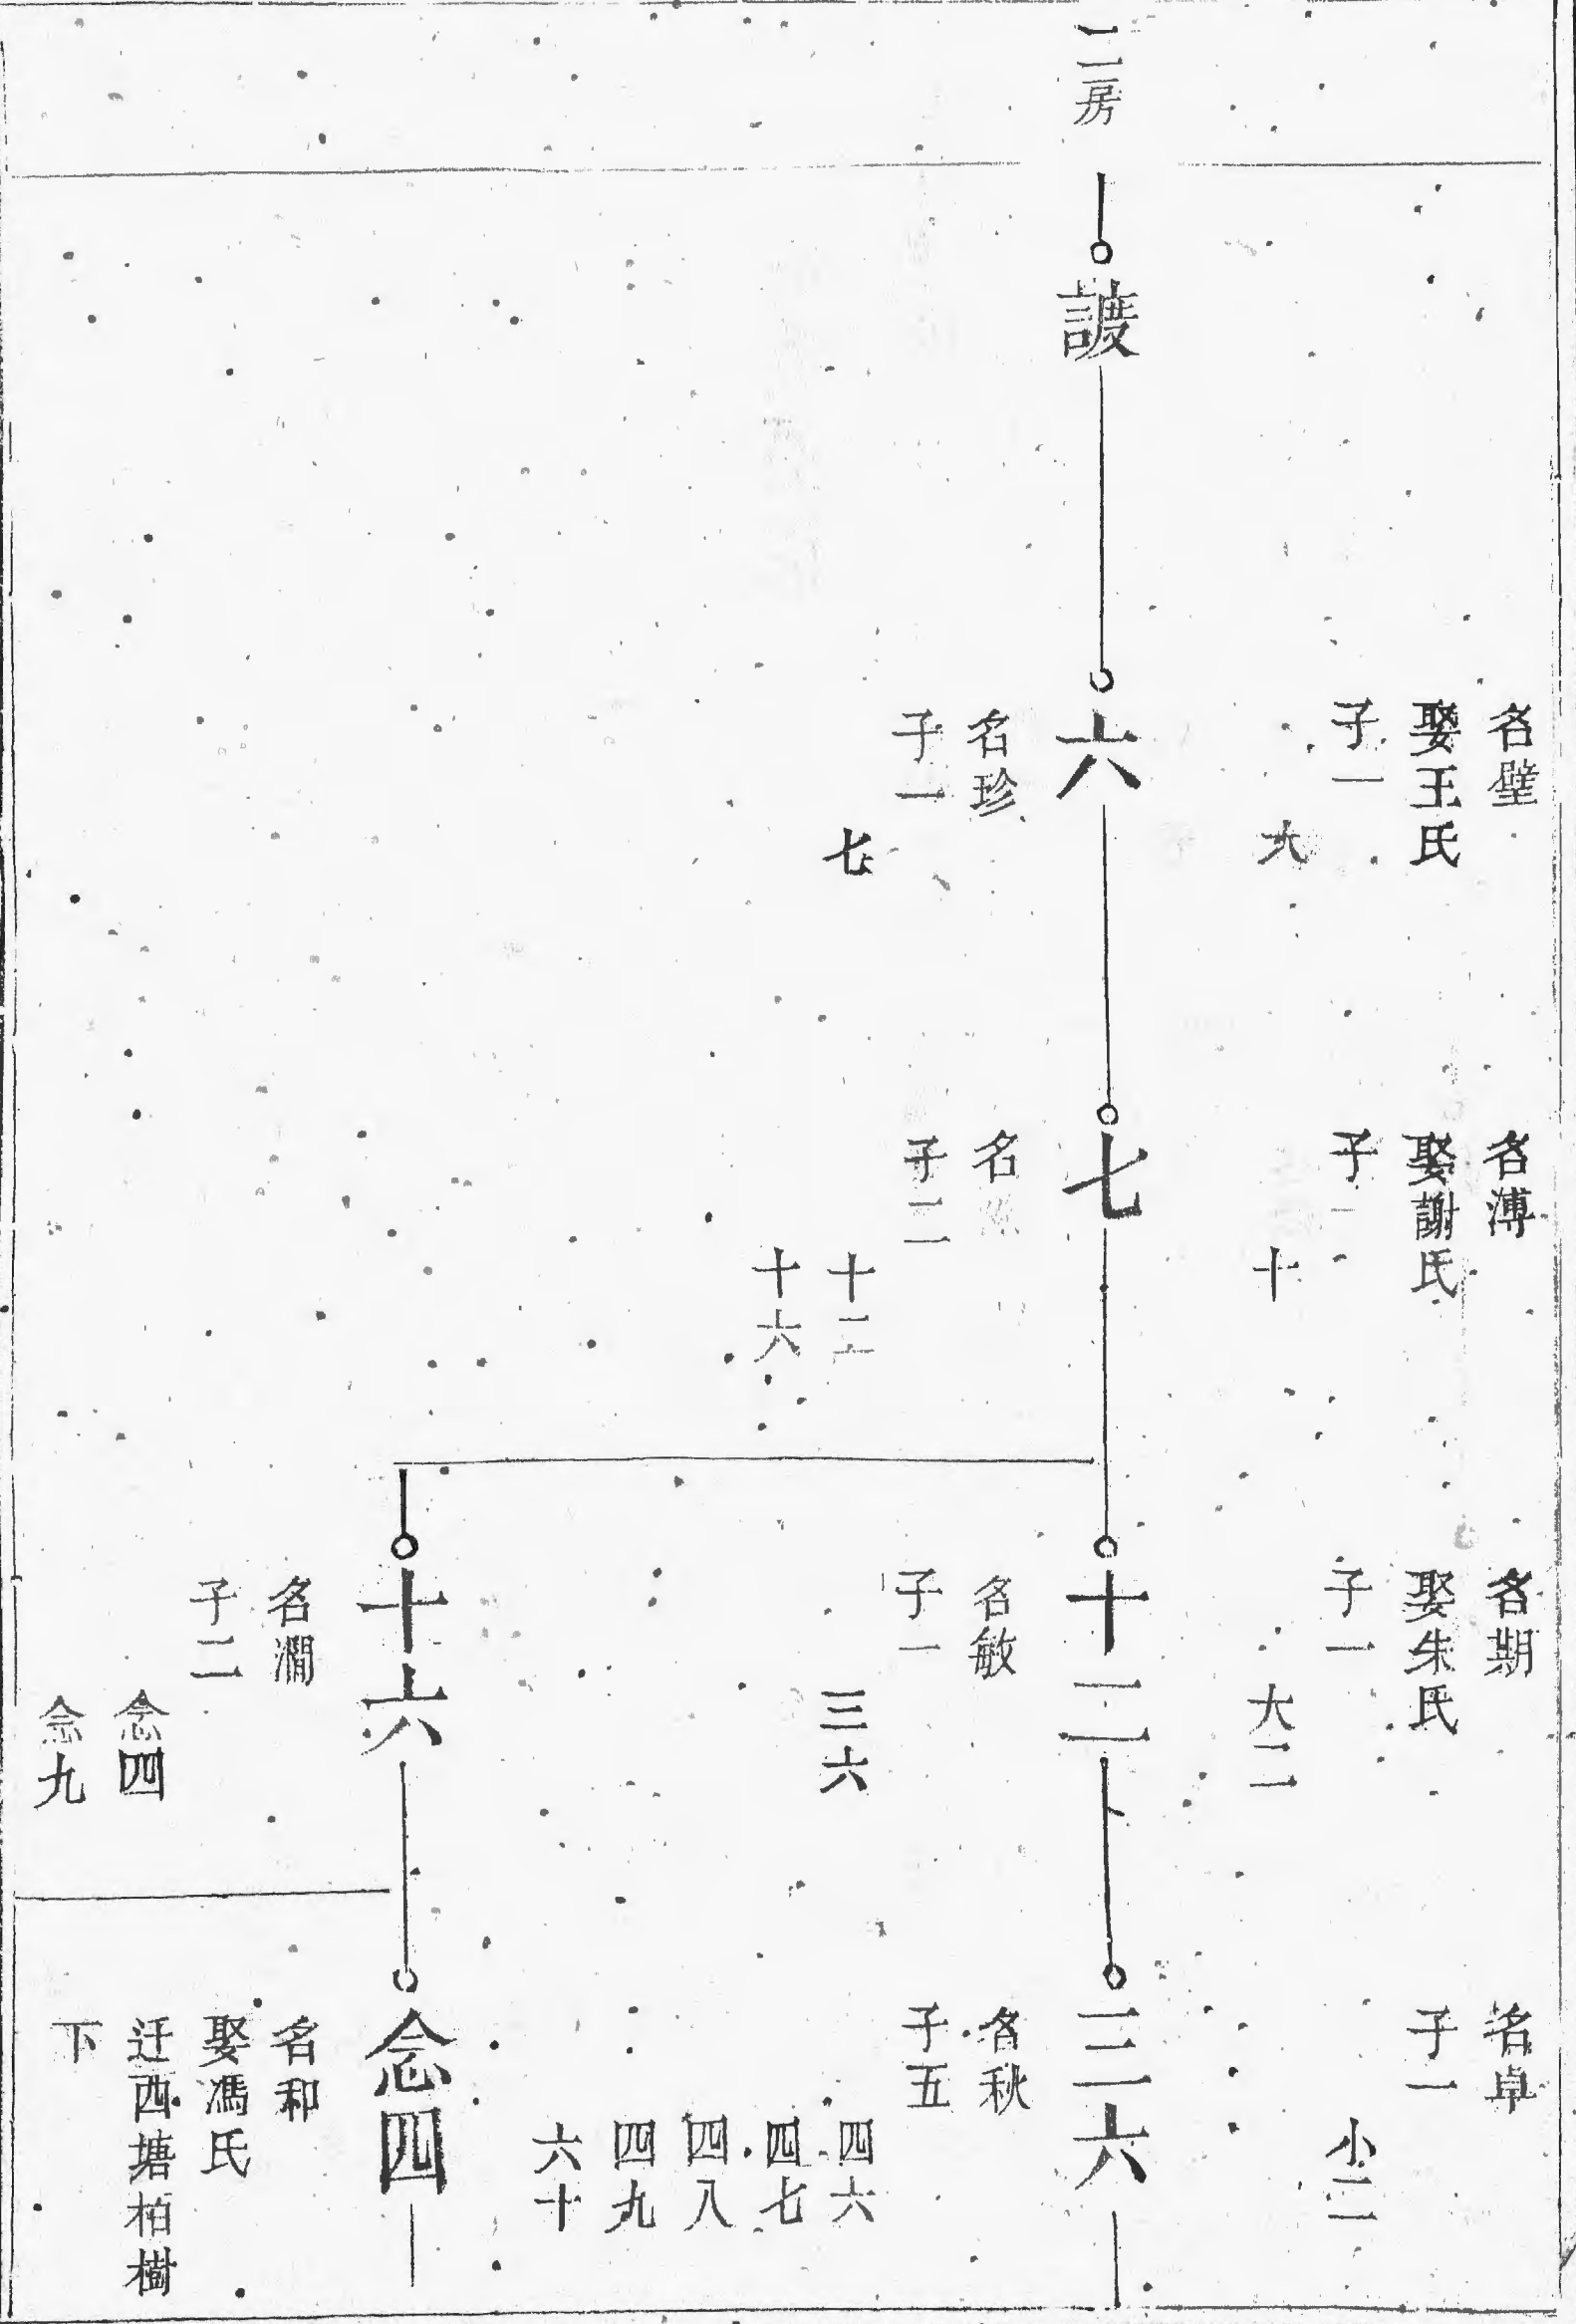 二房
名璧
娶王氏
子一
六
名珍
子一
七
名溥
娶謝氏
子一
十
七
名
子二
十二
十六
名期
娶朱氏
子一
大二
十二
名敏
子一
三六
十六
名澗
子二
念四
念九
名卓
子一
小二
三六
名秋
子五
四六
四七
四八
四九
六十
念四
名和
娶馮氏
迁西塘柏樹
下